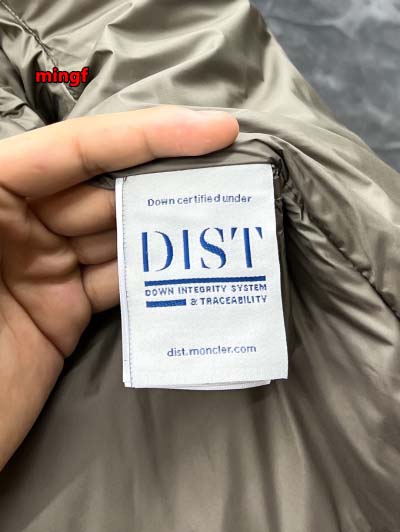 mingf
Down certified under
DIST
DOWN INTEGRITY SYSTEM
& TRACEABILITY
dist.moncler.com